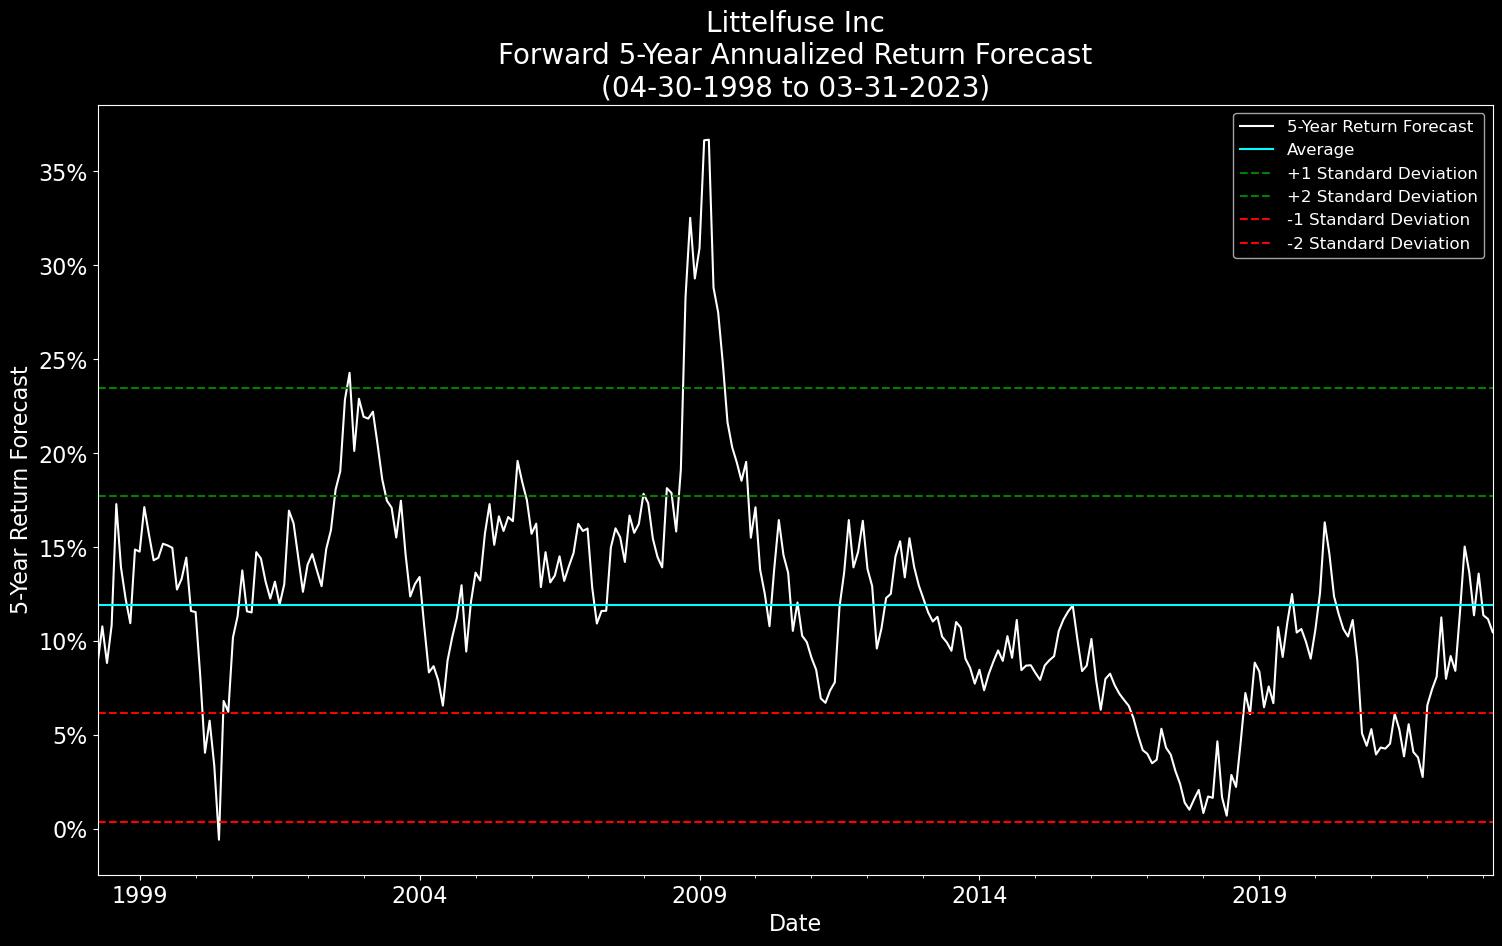 Littelfuse Inc
Forward 5-Year Annualized Return Forecast
(04-30-1998 to 03-31-2023)
5-Year Return Forecast
Average
+1 Standard Deviation
+2 Standard Deviation
-1 Standard Deviation
-2 Standard Deviation
35%
30%
25%
20%
15%
10%
5%
0%
5-Year Return Forecast
1999
2004
2009
2014
2019
Date